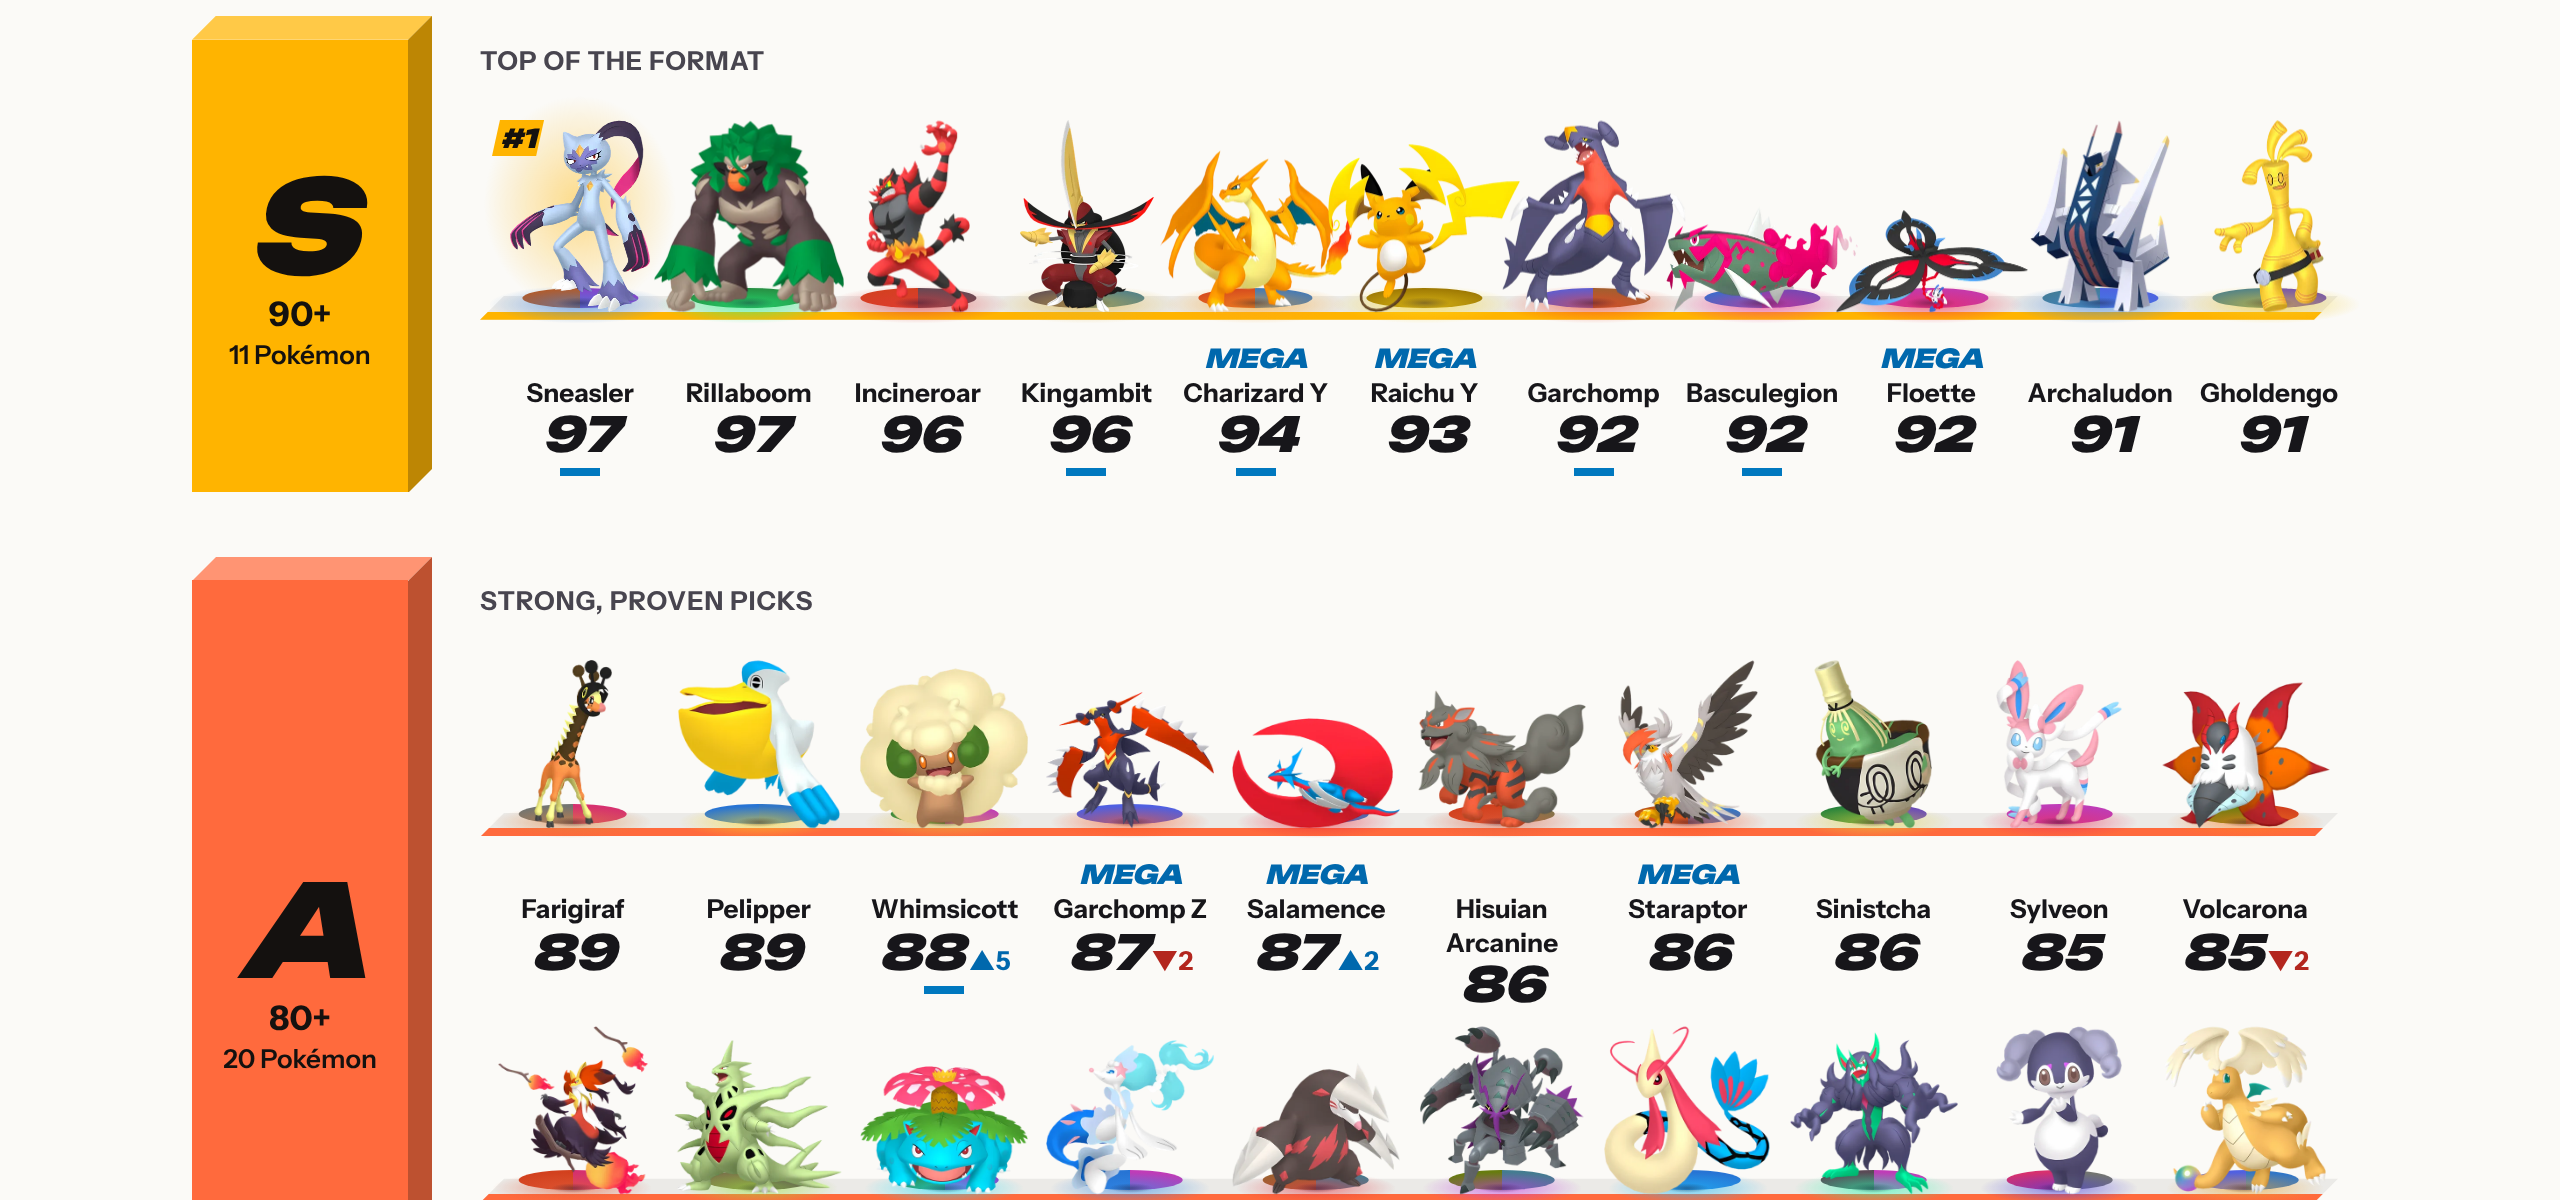 TOP OF THE FORMAT
#1
S
90+
11 Pokémon
MEGA MEGA MEGA
Sneasler Rillaboom Incineroar Kingambit Charizard Y Raichu Y Garchomp Basculegion Floette Archaludon Gholdengo
97 97 96 96 94 93 92 92 92 91 91
STRONG, PROVEN PICKS
A
80+
20 Pokémon
MEGA MEGA MEGA
Farigiraf Pelipper Whimsicott Garchomp Z Salamence Hisuian Staraptor Sinistcha Sylveon Volcarona
Arcanine
89 89 88▲5 87▼2 87▲2 86 86 86 85 85▼2